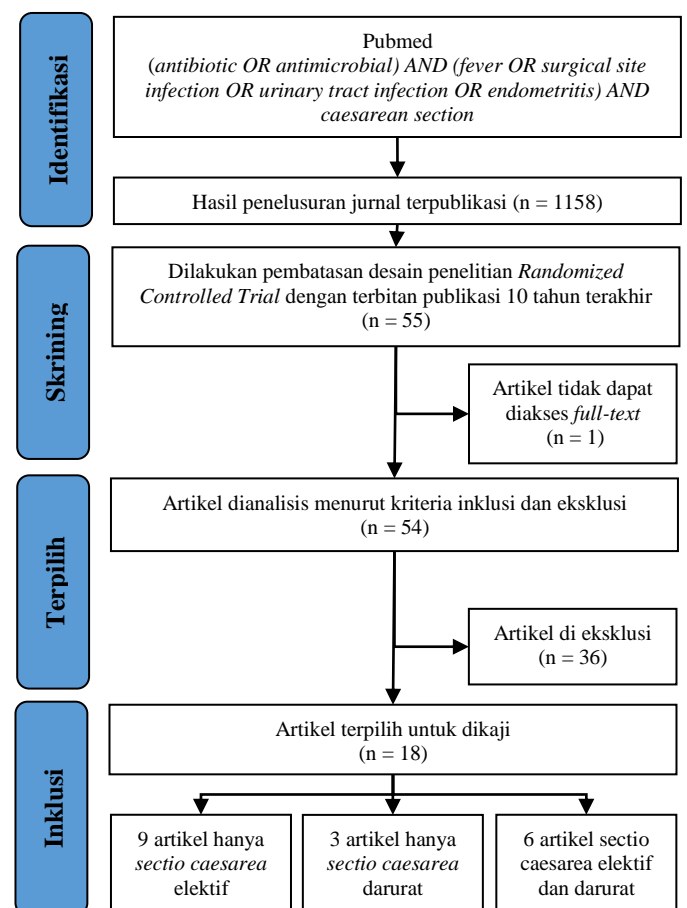 Identifikasi
Pubmed
(antibiotic OR antimicrobial) AND (fever OR surgical site
infection OR urinary tract infection OR endometritis) AND
caesarean section
Hasil penelusuran jurnal terpublikasi (n = 1158)
Skrining
Dilakukan pembatasan desain penelitian Randomized
Controlled Trial dengan terbitan publikasi 10 tahun terakhir
(n = 55)
Artikel tidak dapat
diakses full-text
(n = 1)
Terpilih
Artikel dianalisis menurut kriteria inklusi dan eksklusi
(n = 54)
Artikel di eksklusi
(n = 36)
Inklusi
Artikel terpilih untuk dikaji
(n = 18)
9 artikel hanya
sectio caesarea
elektif
3 artikel hanya
sectio caesarea
darurat
6 artikel sectio
caesarea elektif
dan darurat